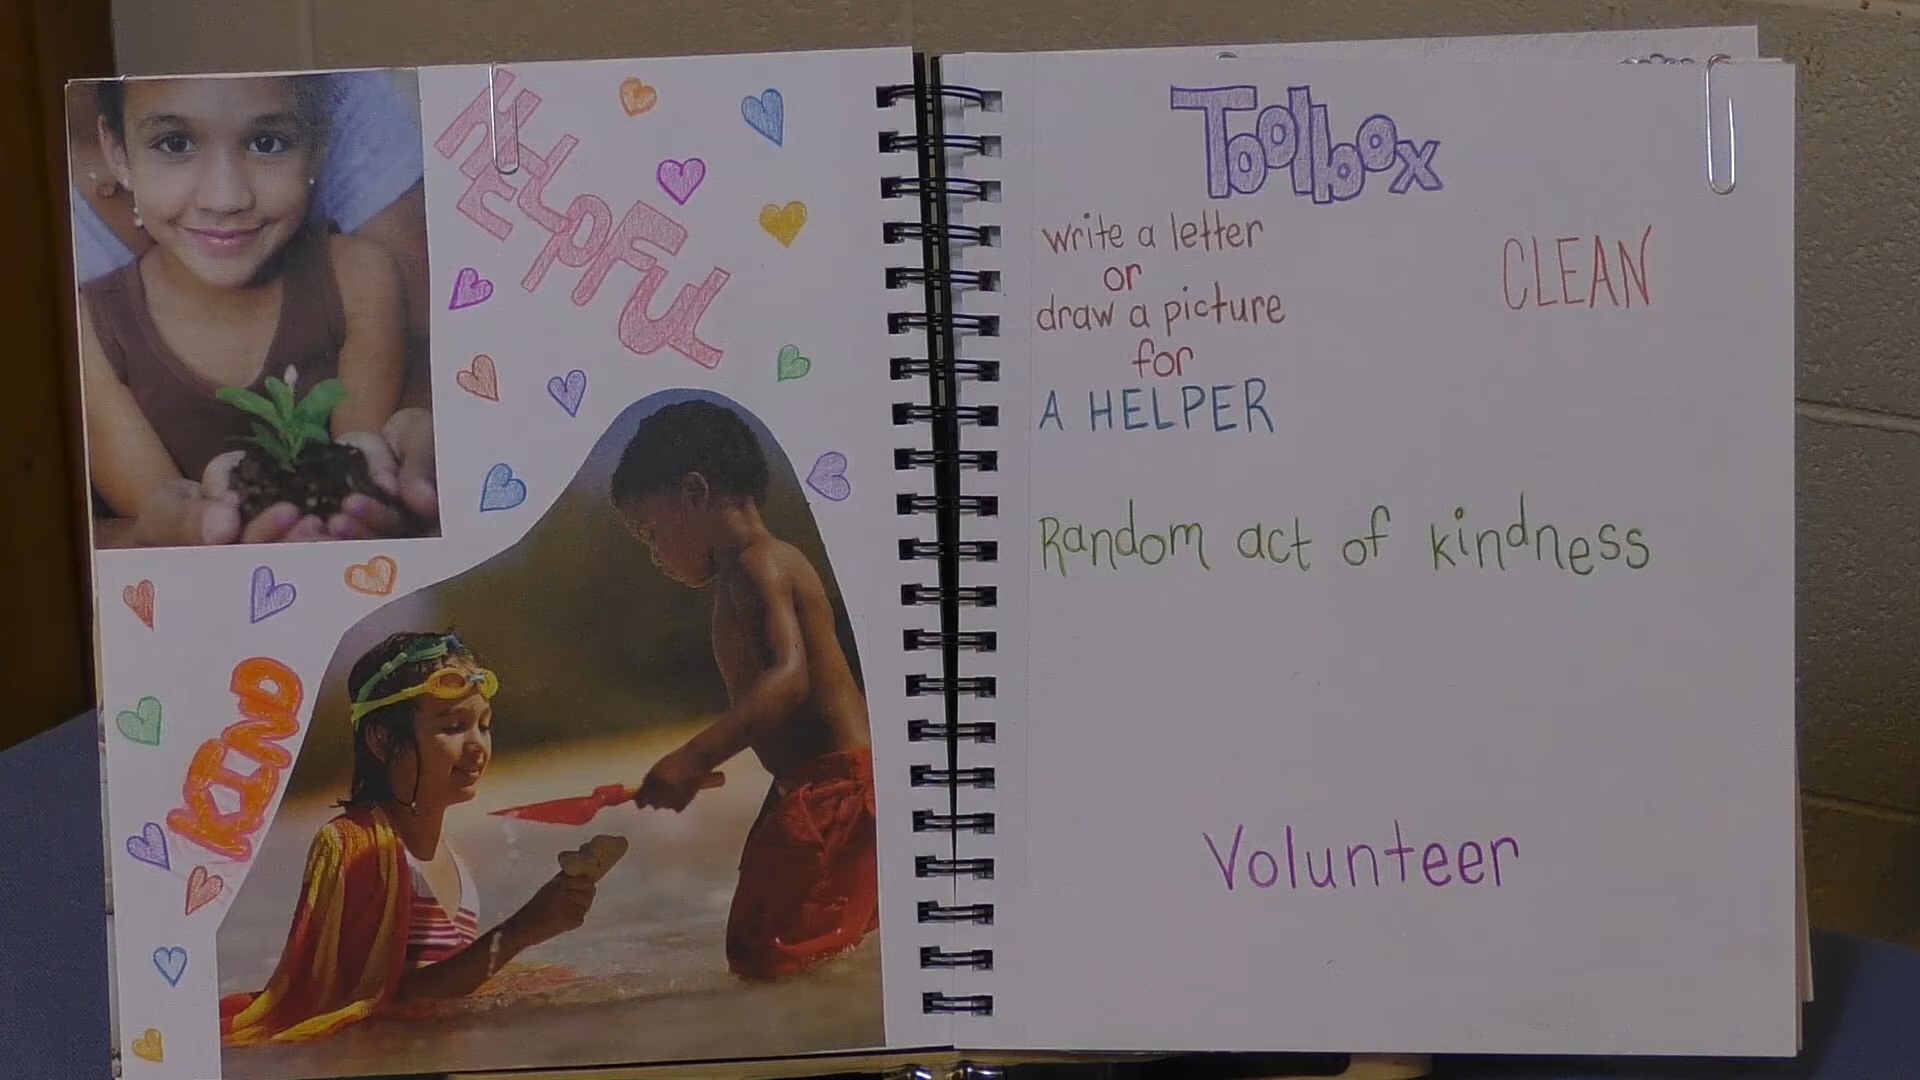 HELPFUL
KIND
Toolbox
write a letter
or
draw a picture
for
A HELPER
CLEAN
Random act of kindness
Volunteer